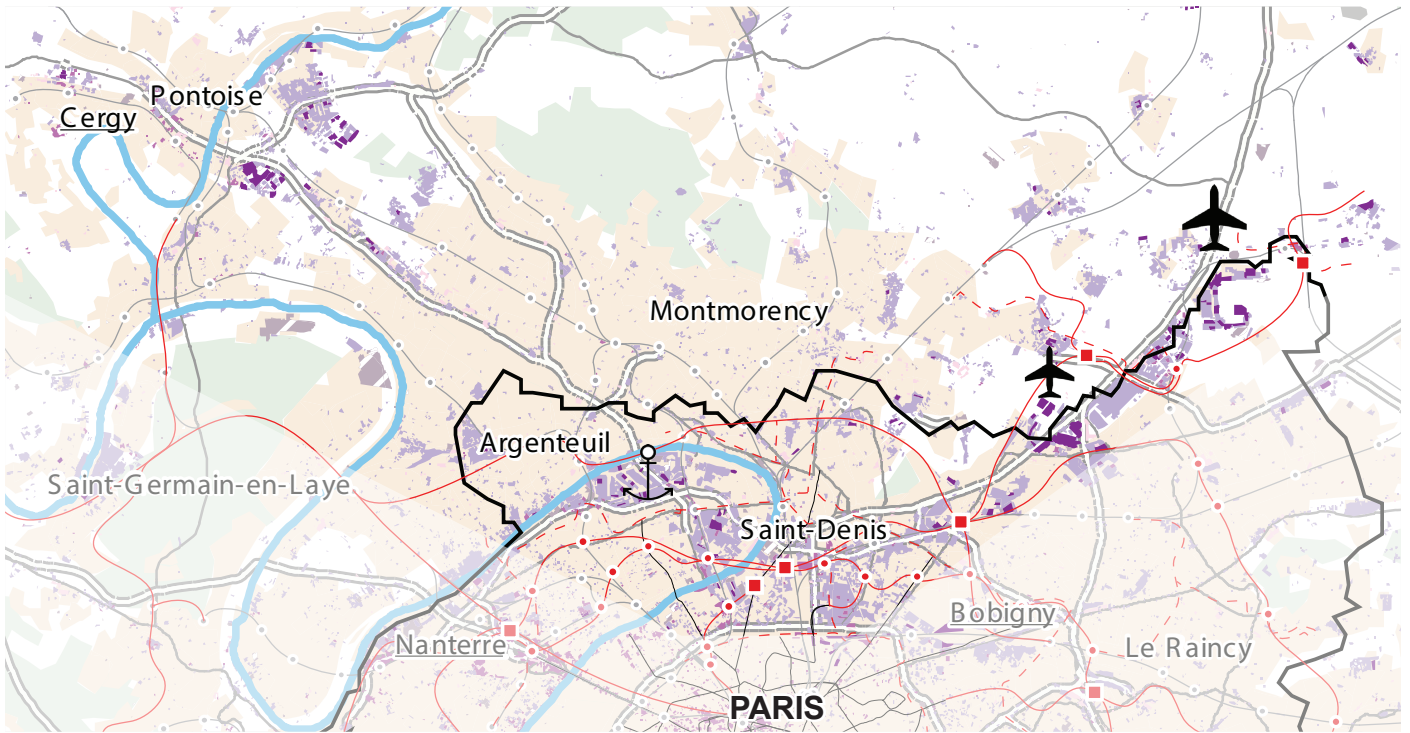 Pontoise
Cergy
Montmorency
Argenteuil
Saint-Germain-en-Laye
Saint-Denis
Bobigny
Nanterre
Le Raincy
PARIS